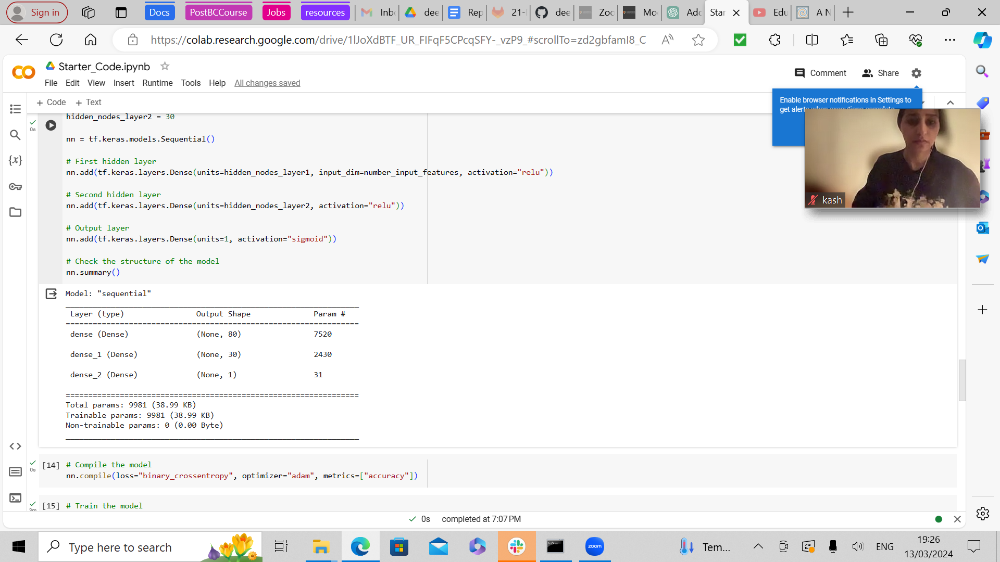 Sign in
Docs
PostBCCourse
Jobs
resources
Inb
dee
Rep
21-
dee
Zoo
Mo
Adc
Star
Edu
A N
https://colab.research.google.com/drive/1lJoXdBTF_UR_FIFqF5CPcqSFY-_vzP9_#scrollTo=zd2gbfamI8_C
Starter_Code.ipynb
Comment
Share
File Edit View Insert Runtime Tools Help All changes saved
+ Code + Text
Enable browser notifications in Settings to
get alerts when executions complete
kash
0s
hidden_nodes_layer2 = 30
nn = tf.keras.models.Sequential()
# First hidden layer
nn.add(tf.keras.layers.Dense(units=hidden_nodes_layer1, input_dim=number_input_features, activation="relu"))
# Second hidden layer
nn.add(tf.keras.layers.Dense(units=hidden_nodes_layer2, activation="relu"))
# Output layer
nn.add(tf.keras.layers.Dense(units=1, activation="sigmoid"))
# Check the structure of the model
nn.summary()
Model: "sequential"
Layer (type) Output Shape Param #
=================================================================
dense (Dense) (None, 80) 7520
dense_1 (Dense) (None, 30) 2430
dense_2 (Dense) (None, 1) 31
=================================================================
Total params: 9981 (38.99 KB)
Trainable params: 9981 (38.99 KB)
Non-trainable params: 0 (0.00 Byte)
0s
[14] # Compile the model
nn.compile(loss="binary_crossentropy", optimizer="adam", metrics=["accuracy"])
3m
[15] # Train the model
0s completed at 7:07 PM
Type here to search
zoom
Tem...
ENG
19:26
13/03/2024